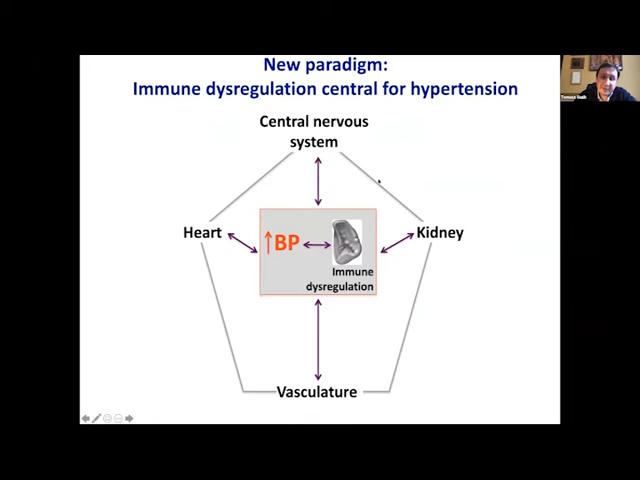 New paradigm:
Immune dysregulation central for hypertension
Central nervous
system
Heart
↑BP
Kidney
Immune
dysregulation
Vasculature